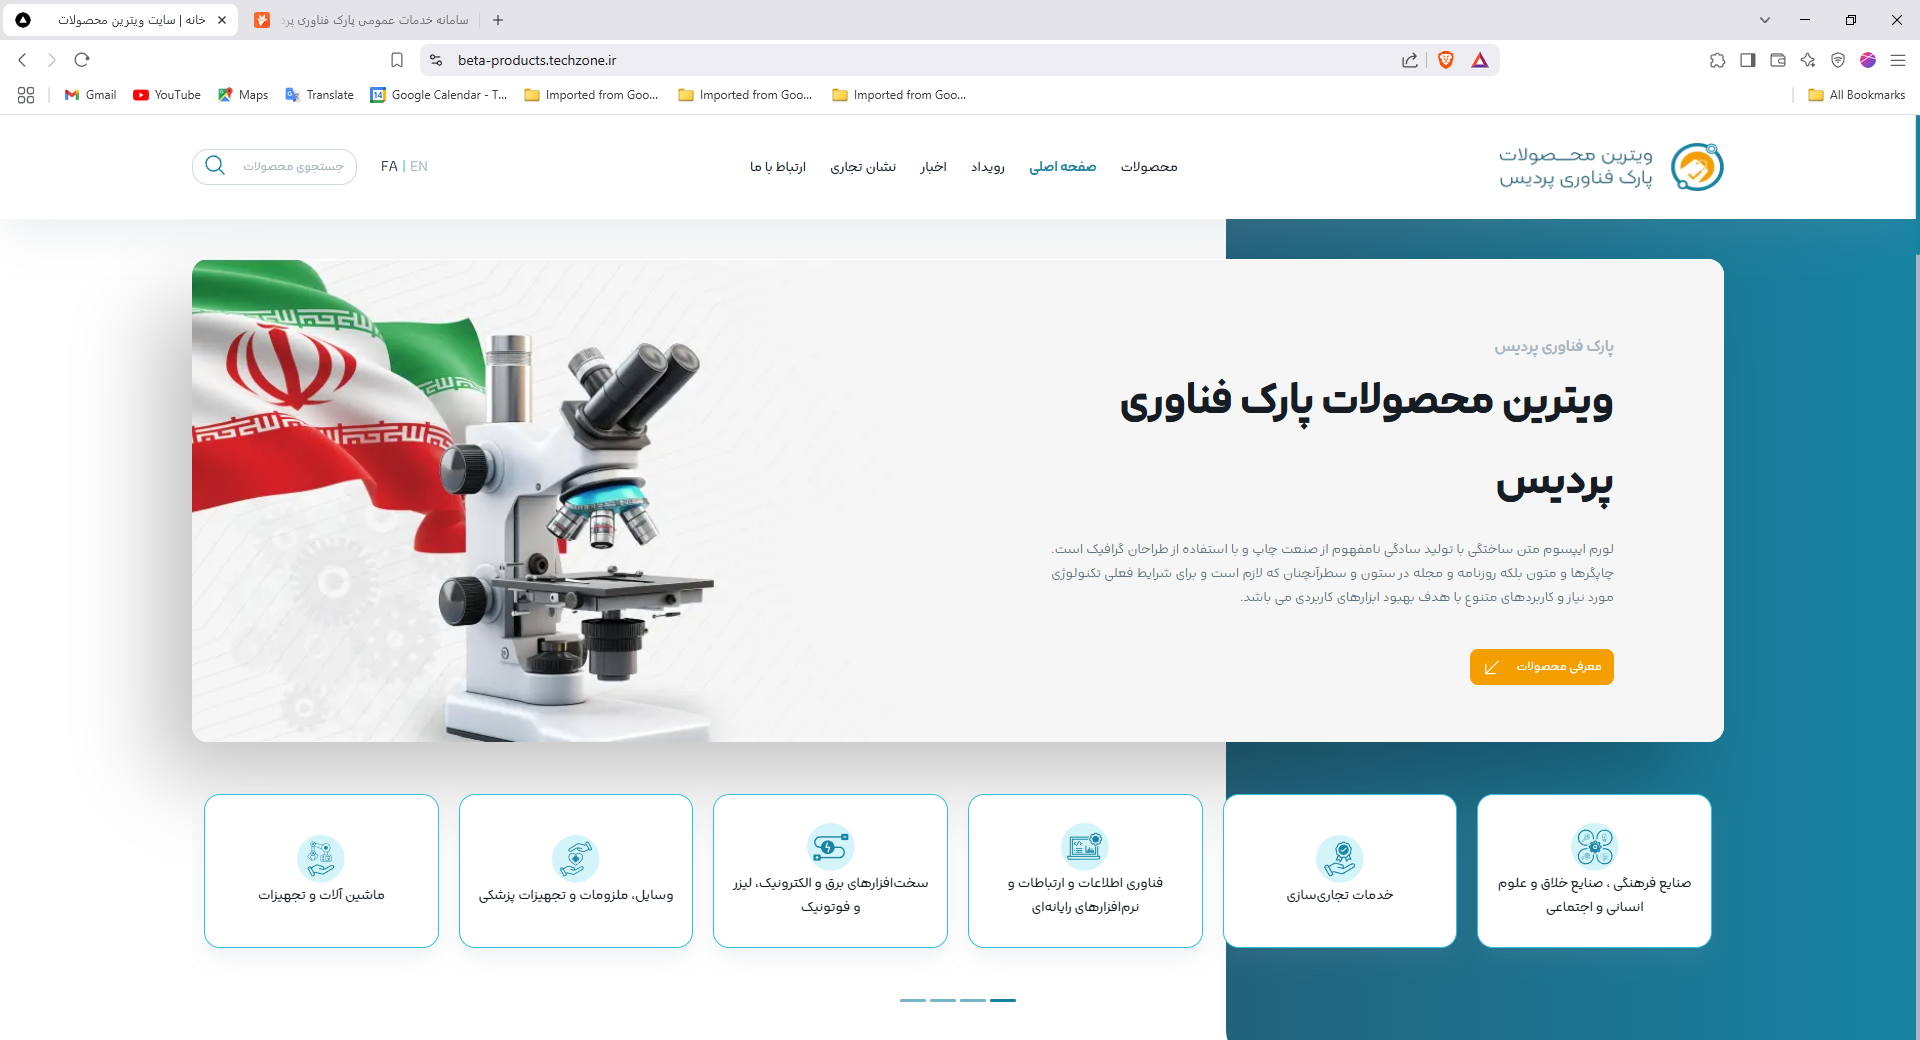 خانه | سایت ویترین محصولات
سامانه خدمات عمومی پارک فناوری پرد
beta-products.techzone.ir
Gmail
YouTube
Maps
Translate
Google Calendar - T...
Imported from Goo...
Imported from Goo...
Imported from Goo...
All Bookmarks
ویترین محـــصولات
پارک فناوری پردیس
محصولات
صفحه اصلی
رویداد
اخبار
نشان تجاری
ارتباط با ما
FA | EN
جستجوی محصولات
پارک فناوری پردیس
ویترین محصولات پارک فناوری
پردیس
لورم ایپسوم متن ساختگی با تولید سادگی نامفهوم از صنعت چاپ و با استفاده از طراحان گرافیک است.
چاپگرها و متون بلکه روزنامه و مجله در ستون و سطرآنچنان که لازم است و برای شرایط فعلی تکنولوژی
مورد نیاز و کاربردهای متنوع با هدف بهبود ابزارهای کاربردی می باشد.
معرفی محصولات
صنایع فرهنگی ، صنایع خلاق و علوم
انسانی و اجتماعی
خدمات تجاری‌سازی
فناوری اطلاعات و ارتباطات و
نرم‌افزارهای رایانه‌ای
سخت‌افزارهای برق و الکترونیک، لیزر
و فوتونیک
وسایل، ملزومات و تجهیزات پزشکی
ماشین آلات و تجهیزات